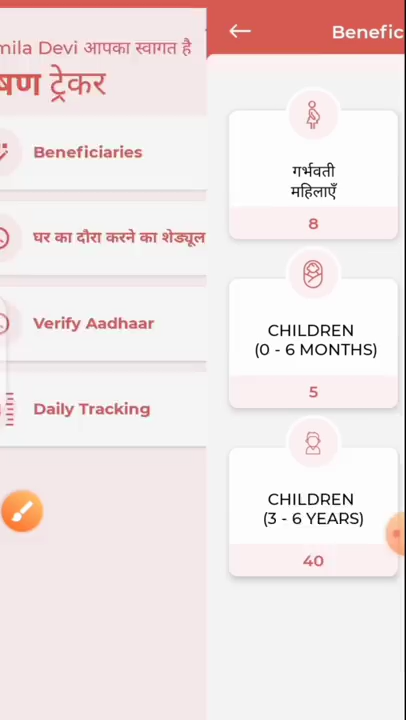 mila Devi आपका स्वागत है
षण ट्रेकर
Beneficiaries
घर का दौरा करने का शेड्यूल
Verify Aadhaar
Daily Tracking
Benefic
गर्भवती
महिलाएँ
8
CHILDREN
(0 - 6 MONTHS)
5
CHILDREN
(3 - 6 YEARS)
40